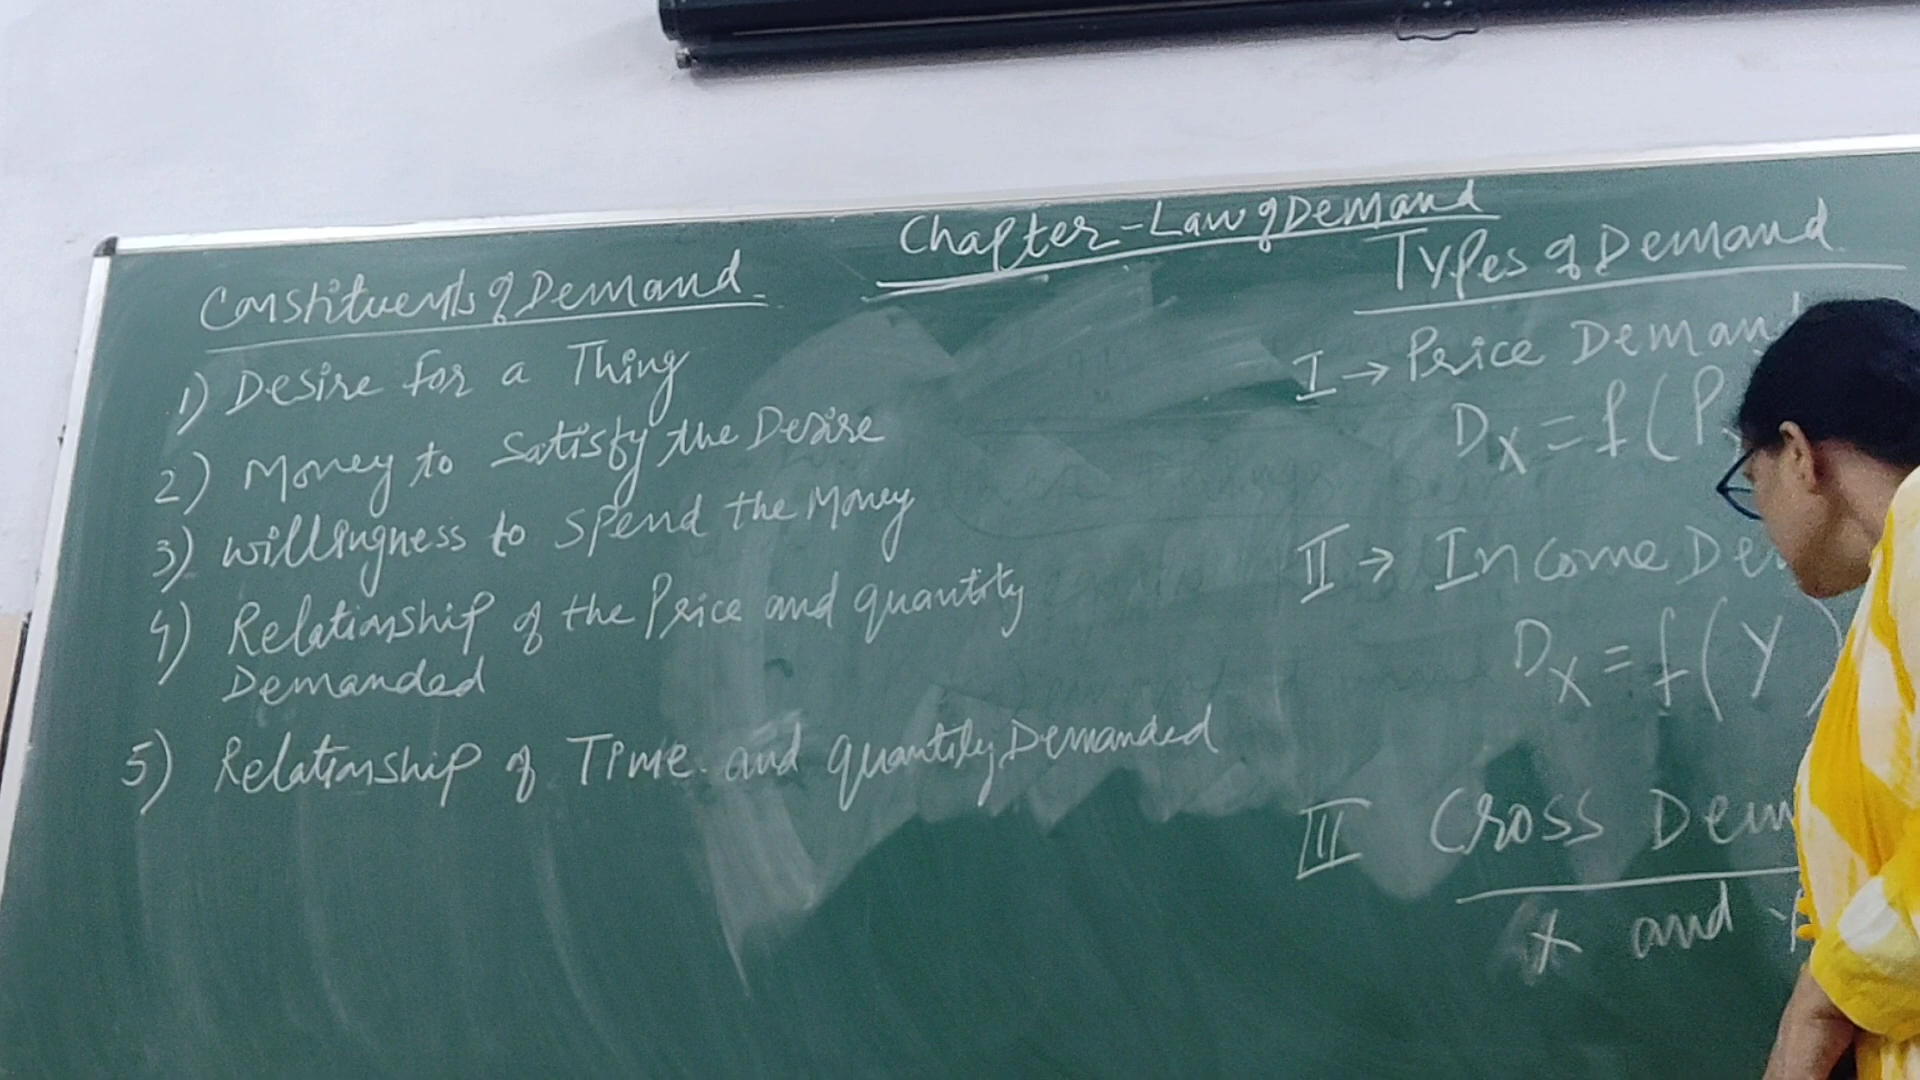 Chapter - Law of Demand
Constituents of Demand
1) Desire for a Thing
2) Money to Satisfy the Desire
3) willingness to spend the Money
4) Relationship of the Price and quantity
Demanded
5) Relationship of Time and quantity Demanded
Types of Demand
I → Price Demand
Dx = f(P
II → Income De
Dx = f(Y)
III Cross Dem
x and